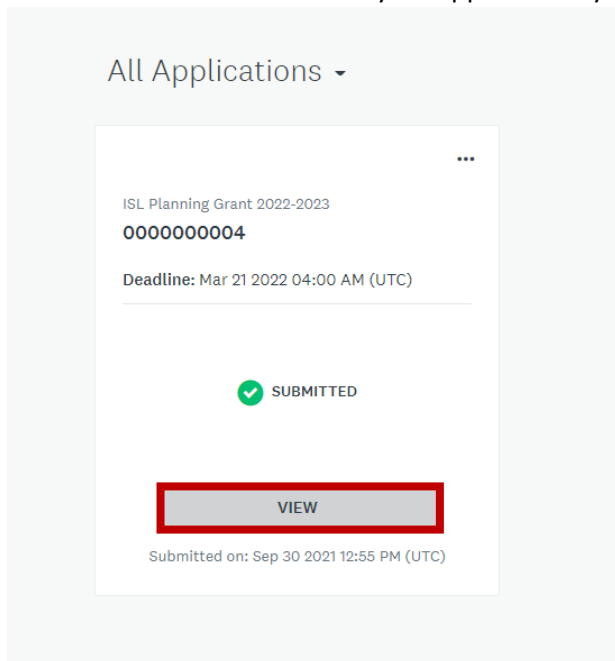 All Applications
ISL Planning Grant 2022-2023
0000000004
Deadline: Mar 21 2022 04:00 AM (UTC)
SUBMITTED
VIEW
Submitted on: Sep 30 2021 12:55 PM (UTC)